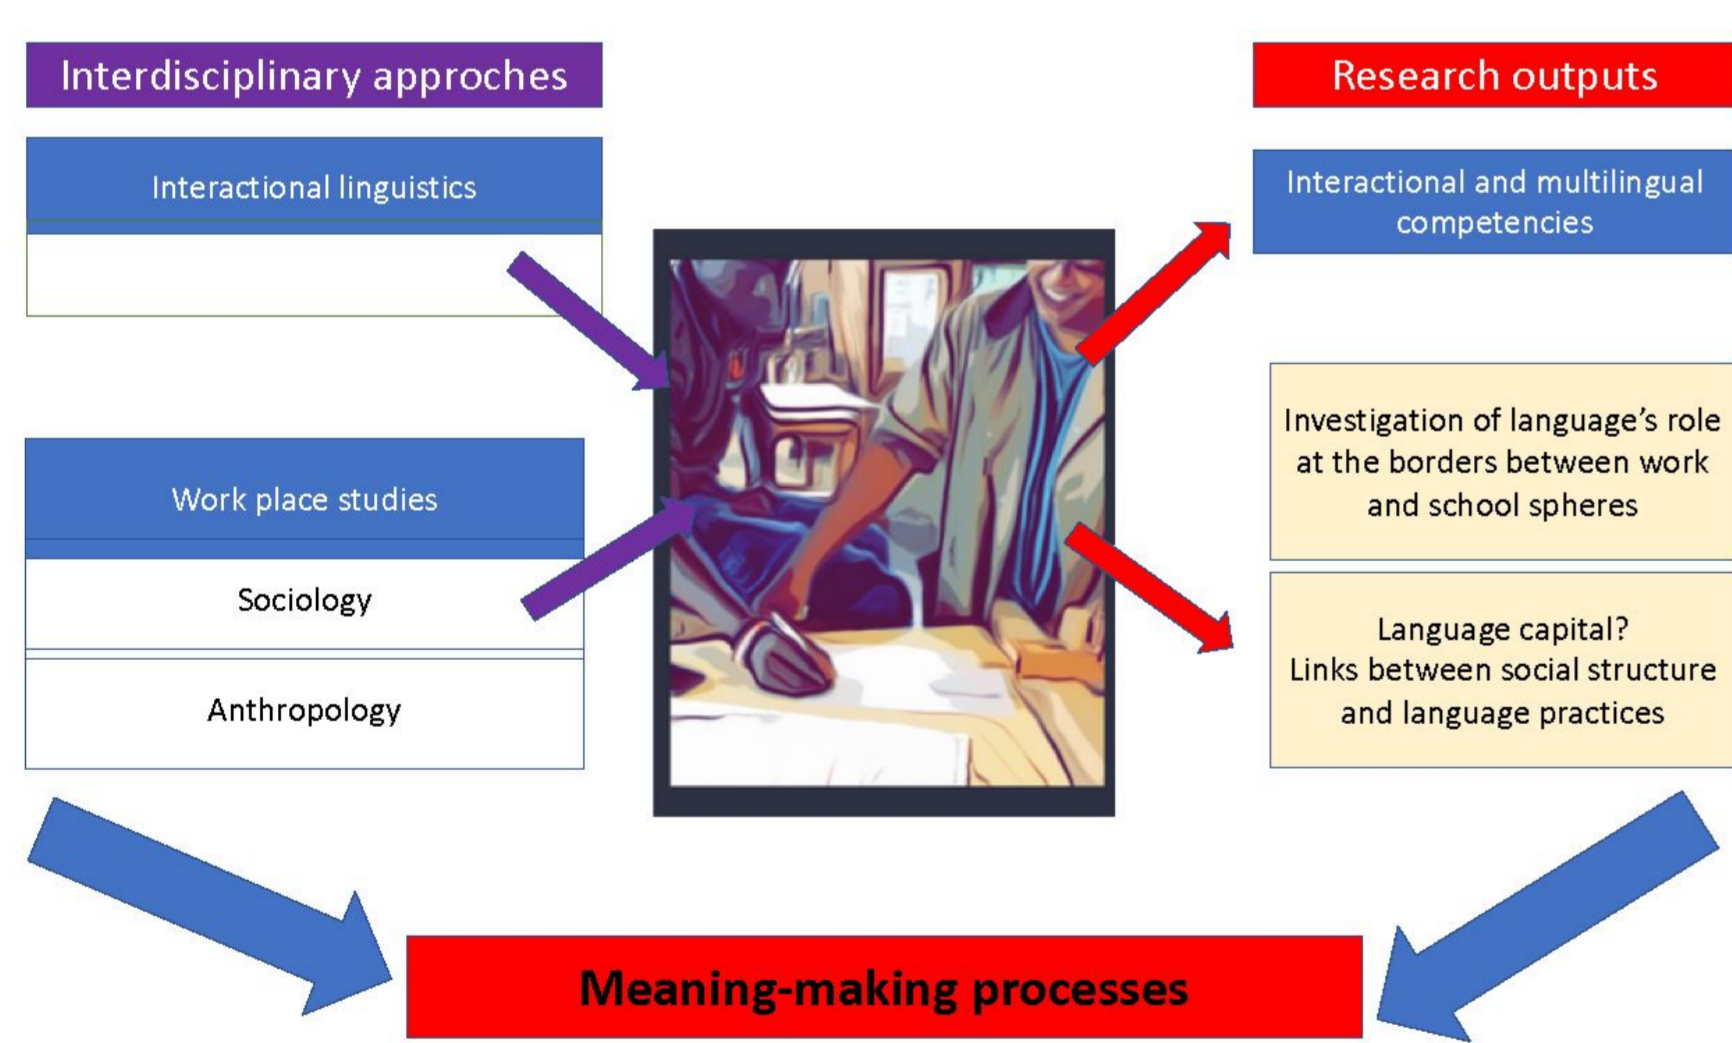 Interdisciplinary approches
Interactional linguistics
Work place studies
Sociology
Anthropology
Research outputs
Interactional and multilingual
competencies
Investigation of language’s role
at the borders between work
and school spheres
Language capital?
Links between social structure
and language practices
Meaning-making processes